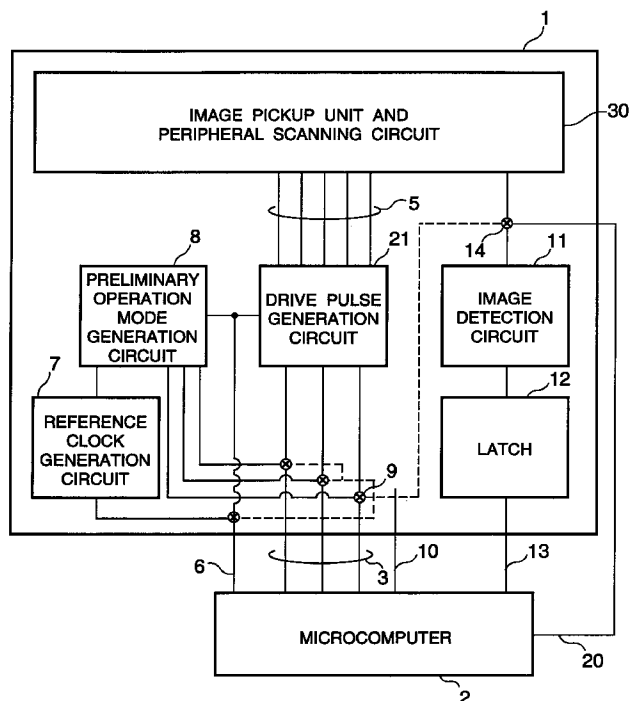 1
IMAGE PICKUP UNIT AND
PERIPHERAL SCANNING CIRCUIT
30
5
14
8
PRELIMINARY
OPERATION
MODE
GENERATION
CIRCUIT
21
DRIVE PULSE
GENERATION
CIRCUIT
11
IMAGE
DETECTION
CIRCUIT
7
REFERENCE
CLOCK
GENERATION
CIRCUIT
9
12
LATCH
6
3
10
13
MICROCOMPUTER
20
2